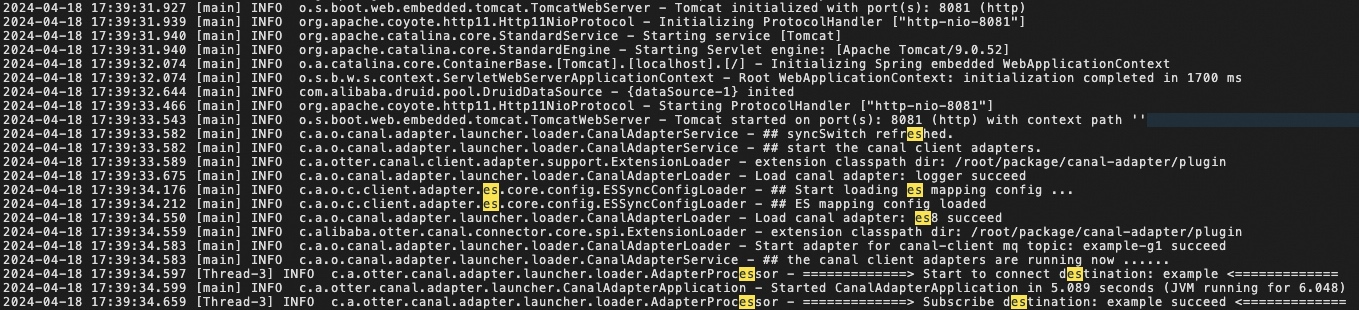 2024-04-18 17:39:31.927 [main] INFO  o.s.boot.web.embedded.tomcat.TomcatWebServer - Tomcat initialized with port(s): 8081 (http)
2024-04-18 17:39:31.939 [main] INFO  org.apache.coyote.http11.Http11NioProtocol - Initializing ProtocolHandler ["http-nio-8081"]
2024-04-18 17:39:31.940 [main] INFO  org.apache.catalina.core.StandardService - Starting service [Tomcat]
2024-04-18 17:39:31.940 [main] INFO  org.apache.catalina.core.StandardEngine - Starting Servlet engine: [Apache Tomcat/9.0.52]
2024-04-18 17:39:32.074 [main] INFO  o.a.catalina.core.ContainerBase.[Tomcat].[localhost].[/] - Initializing Spring embedded WebApplicationContext
2024-04-18 17:39:32.074 [main] INFO  o.s.b.w.s.context.ServletWebServerApplicationContext - Root WebApplicationContext: initialization completed in 1700 ms
2024-04-18 17:39:32.644 [main] INFO  com.alibaba.druid.pool.DruidDataSource - {dataSource-1} inited
2024-04-18 17:39:33.466 [main] INFO  org.apache.coyote.http11.Http11NioProtocol - Starting ProtocolHandler ["http-nio-8081"]
2024-04-18 17:39:33.543 [main] INFO  o.s.boot.web.embedded.tomcat.TomcatWebServer - Tomcat started on port(s): 8081 (http) with context path ''
2024-04-18 17:39:33.582 [main] INFO  c.a.o.canal.adapter.launcher.loader.CanalAdapterService - ## syncSwitch refreshed.
2024-04-18 17:39:33.582 [main] INFO  c.a.o.canal.adapter.launcher.loader.CanalAdapterService - ## start the canal client adapters.
2024-04-18 17:39:33.589 [main] INFO  c.a.otter.canal.client.adapter.support.ExtensionLoader - extension classpath dir: /root/package/canal-adapter/plugin
2024-04-18 17:39:33.675 [main] INFO  c.a.o.canal.adapter.launcher.loader.CanalAdapterLoader - Load canal adapter: logger succeed
2024-04-18 17:39:34.176 [main] INFO  c.a.o.c.client.adapter.es.core.config.ESSyncConfigLoader - ## Start loading es mapping config ...
2024-04-18 17:39:34.212 [main] INFO  c.a.o.c.client.adapter.es.core.config.ESSyncConfigLoader - ## ES mapping config loaded
2024-04-18 17:39:34.550 [main] INFO  c.a.o.canal.adapter.launcher.loader.CanalAdapterLoader - Load canal adapter: es8 succeed
2024-04-18 17:39:34.559 [main] INFO  c.alibaba.otter.canal.connector.core.spi.ExtensionLoader - extension classpath dir: /root/package/canal-adapter/plugin
2024-04-18 17:39:34.583 [main] INFO  c.a.o.canal.adapter.launcher.loader.CanalAdapterLoader - Start adapter for canal-client mq topic: example-g1 succeed
2024-04-18 17:39:34.583 [main] INFO  c.a.o.canal.adapter.launcher.loader.CanalAdapterService - ## the canal client adapters are running now ......
2024-04-18 17:39:34.597 [Thread-3] INFO  c.a.otter.canal.adapter.launcher.loader.AdapterProcessor - =============> Start to connect destination: example <=============
2024-04-18 17:39:34.599 [main] INFO  c.a.otter.canal.adapter.launcher.CanalAdapterApplication - Started CanalAdapterApplication in 5.089 seconds (JVM running for 6.048)
2024-04-18 17:39:34.659 [Thread-3] INFO  c.a.otter.canal.adapter.launcher.loader.AdapterProcessor - =============> Subscribe destination: example succeed <=============